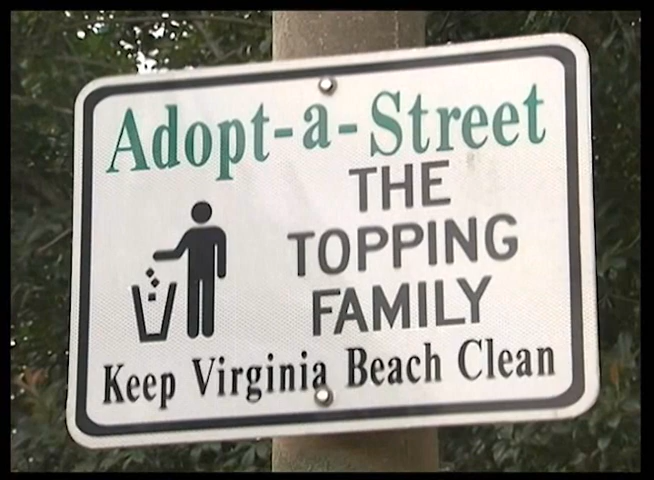 Adopt-a-Street
THE
TOPPING
FAMILY
Keep Virginia Beach Clean